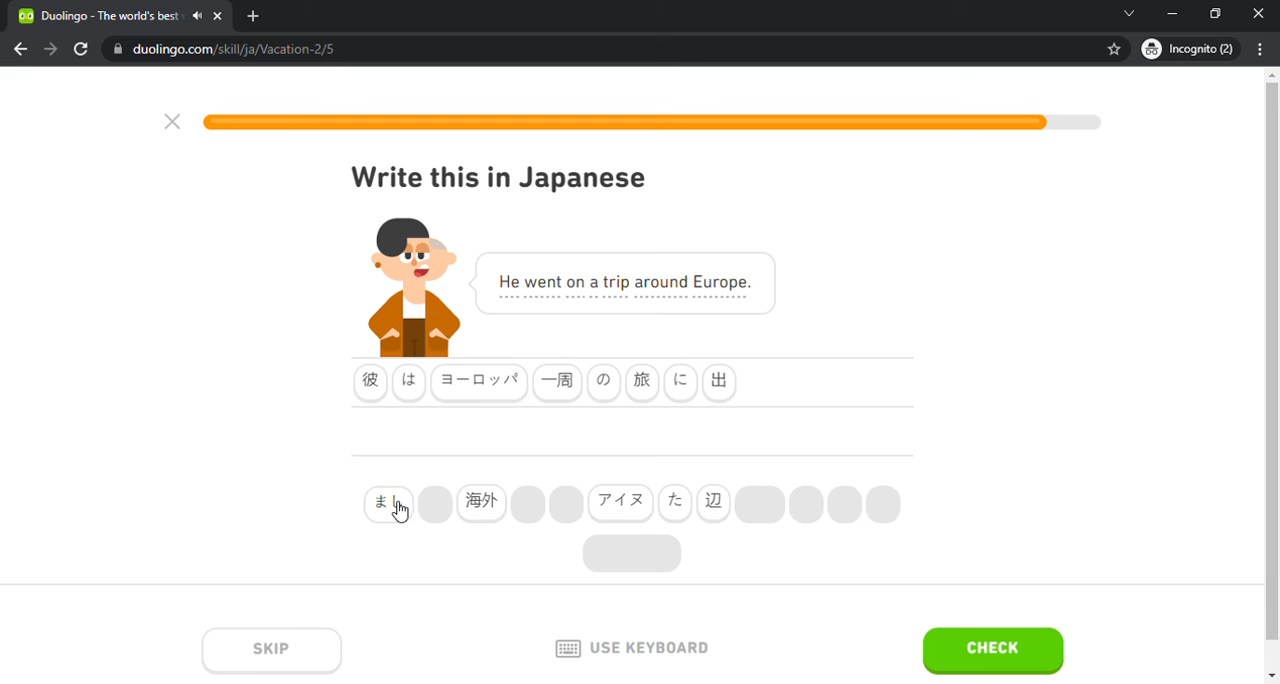 Duolingo - The world's best
duolingo.com/skill/ja/Vacation-2/5
Incognito (2)
Write this in Japanese
He went on a trip around Europe.
彼 は ヨーロッパ 一周 の 旅 に 出
まし 海外 アイヌ た 辺
SKIP
USE KEYBOARD
CHECK